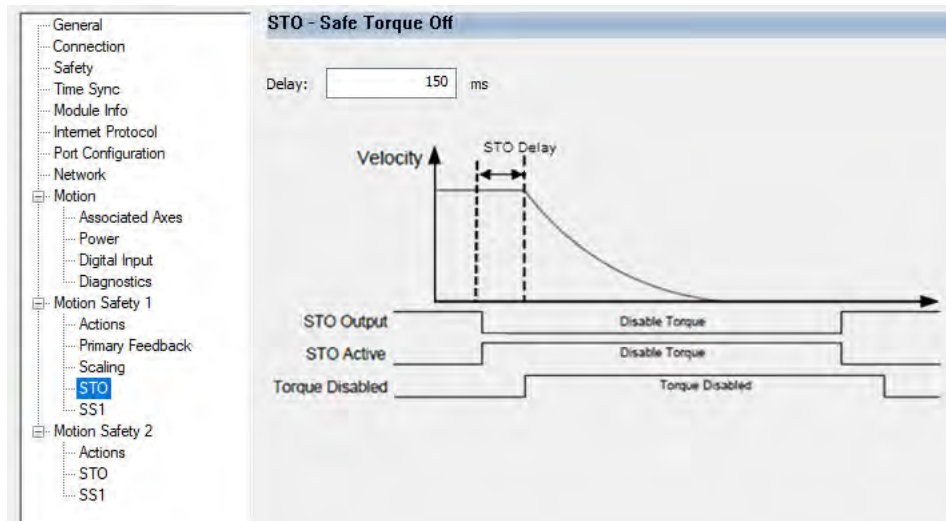 General
Connection
Safety
Time Sync
Module Info
Internet Protocol
Port Configuration
Network
Motion
Associated Axes
Power
Digital Input
Diagnostics
Motion Safety 1
Actions
Primary Feedback
Scaling
STO
SS1
Motion Safety 2
Actions
STO
SS1
STO - Safe Torque Off
Delay: 150 ms
STO Delay
Velocity
STO Output Disable Torque
STO Active Disable Torque
Torque Disabled Torque Disabled